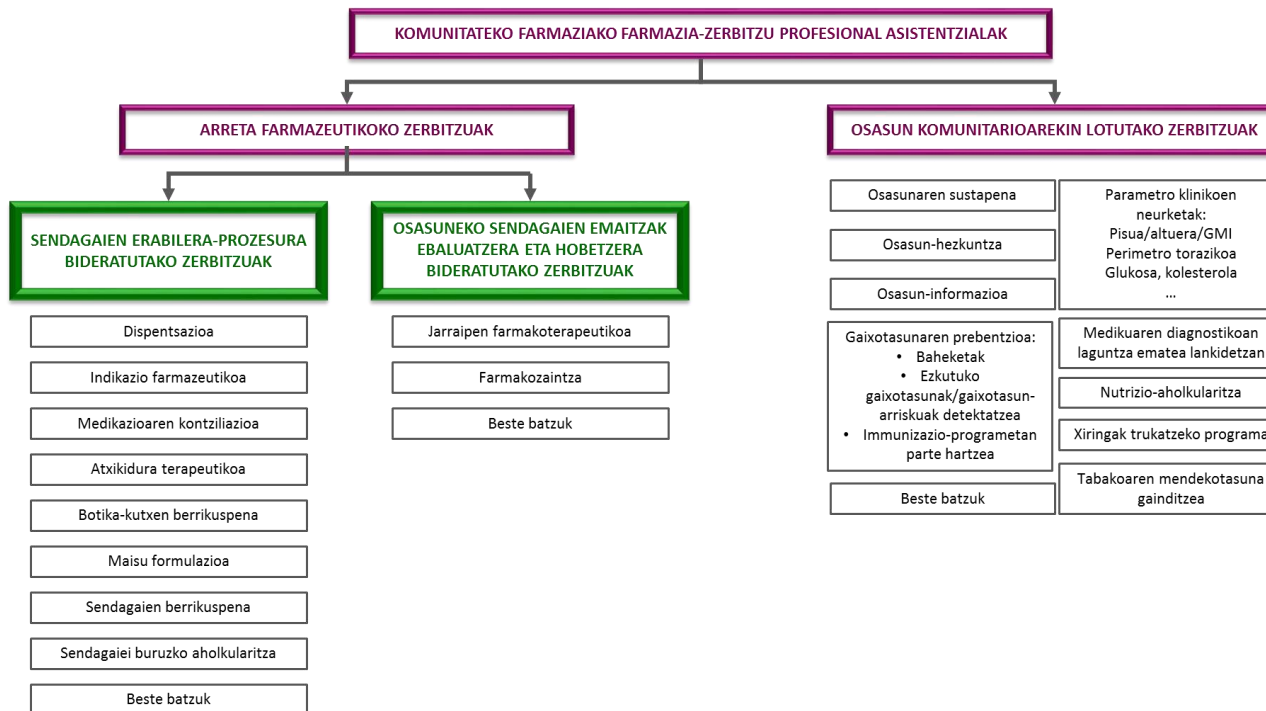 KOMUNITATEKO FARMAZIAKO FARMAZIA-ZERBITZU PROFESIONAL ASISTENTZIALAK
ARRETA FARMAZEUTIKOKO ZERBITZUAK
SENDAGAIEN ERABILERA-PROZESURA
BIDERATUTAKO ZERBITZUAK
Dispentsazioa
Indikazio farmazeutikoa
Medikazioaren kontziliazioa
Atxikidura terapeutikoa
Botika-kutxen berrikuspena
Maisu formulazioa
Sendagaien berrikuspena
Sendagaiei buruzko aholkularitza
Beste batzuk
OSASUNEKO SENDAGAIEN EMAITZAK
EBALUATZERA ETA HOBETZERA
BIDERATUTAKO ZERBITZUAK
Jarraipen farmakoterapeutikoa
Farmakozaintza
Beste batzuk
OSASUN KOMUNITARIOAREKIN LOTUTAKO ZERBITZUAK
Osasunaren sustapena
Osasun-hezkuntza
Osasun-informazioa
Gaixotasunaren prebentzioa:
• Baheketak
• Ezkutuko
gaixotasunak/gaixotasun-
arriskuak detektatzea
• Immunizazio-programetan
parte hartzea
Beste batzuk
Parametro klinikoen
neurketak:
Pisua/altuera/GMI
Perimetro torazikoa
Glukosa, kolesterola
...
Medikuaren diagnostikoan
laguntza ematea lankidetzan
Nutrizio-aholkularitza
Xiringak trukatzeko programa
Tabakoaren mendekotasuna
gainditzea